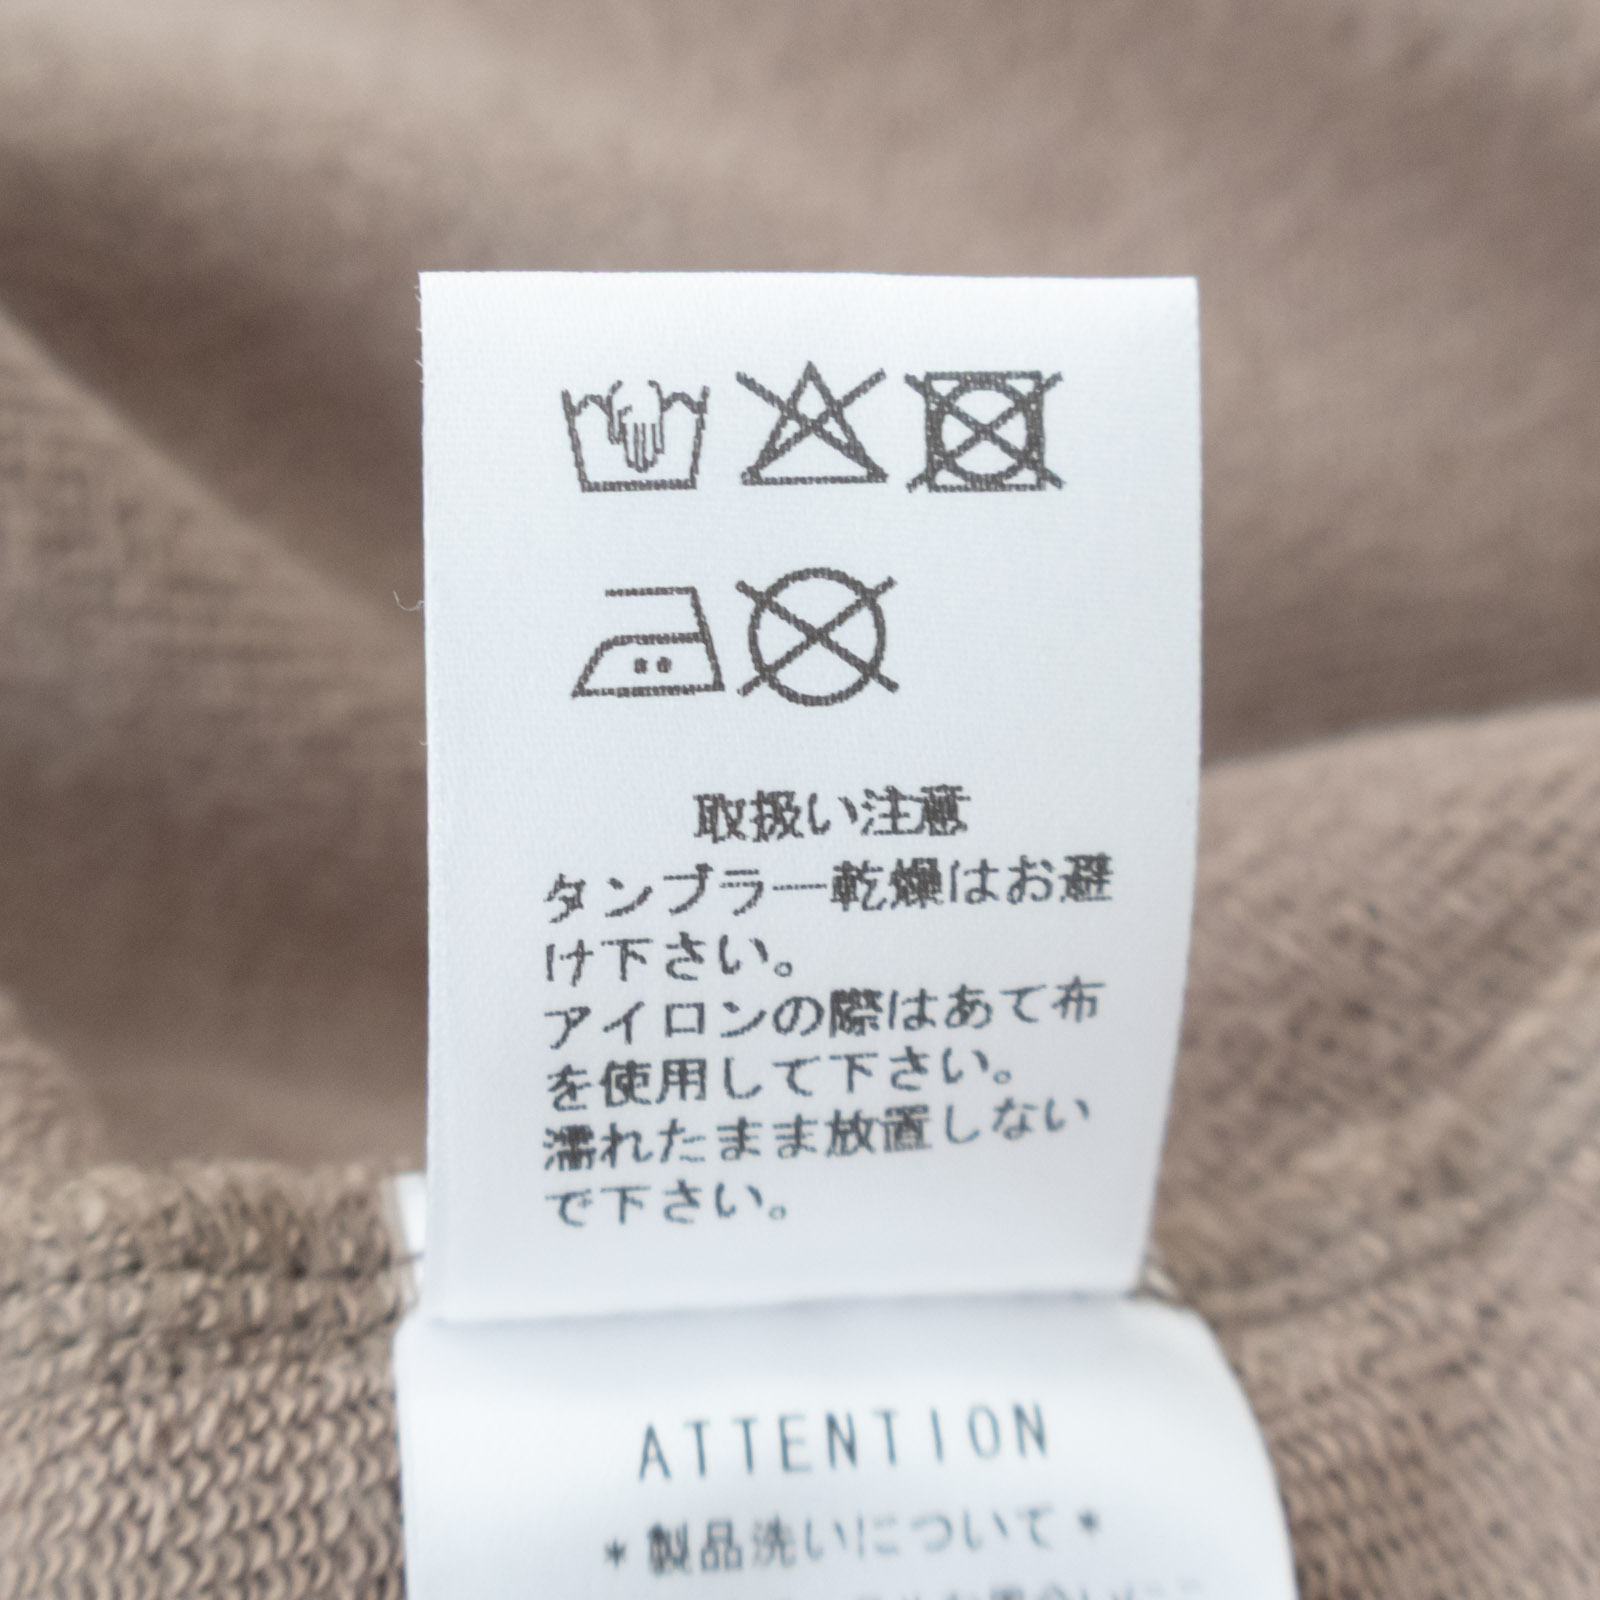 取扱い注意
タンブラー乾燥はお避
け下さい。
アイロンの際はあて布
を使用して下さい。
濡れたまま放置しない
で下さい。
ATTENTION
*製品洗いについて*